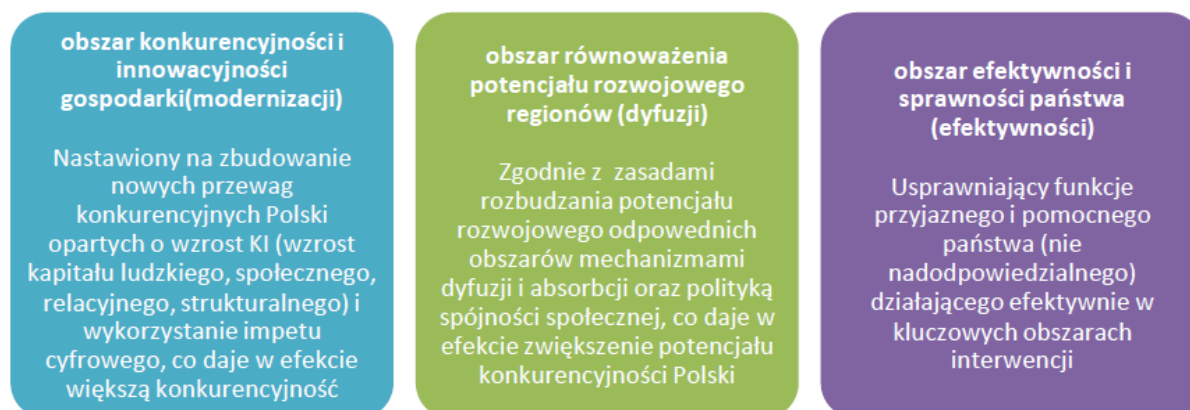 obszar konkurencyjności i
innowacyjności
gospodarki(modernizacji)
Nastawiony na zbudowanie
nowych przewag
konkurencyjnych Polski
opartych o wzrost KI (wzrost
kapitału ludzkiego, społecznego,
relacyjnego, strukturalnego) i
wykorzystanie impetu
cyfrowego, co daje w efekcie
większą konkurencyjność
obszar równoważenia
potencjału rozwojowego
regionów (dyfuzji)
Zgodnie z zasadami
rozbudzania potencjału
rozwojowego odpowednich
obszarów mechanizmami
dyfuzji i absorbcji oraz polityką
spójności społecznej, co daje w
efekcie zwiększenie potencjału
konkurencyjności Polski
obszar efektywności i
sprawności państwa
(efektywności)
Usprawniający funkcje
przyjaznego i pomocnego
państwa (nie
nadodpowiedzialnego)
działającego efektywnie w
kluczowych obszarach
interwencji